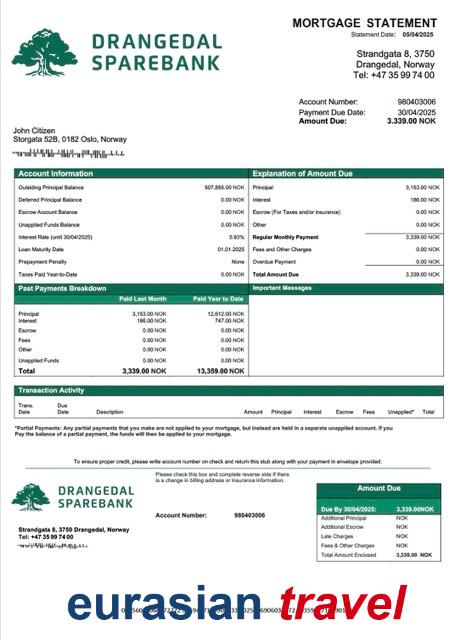 DRANGEDAL
SPAREBANK
MORTGAGE STATEMENT
Statement Date: 05/04/2025
Strandgata 8, 3750
Drangedal, Norway
Tel: +47 35 99 74 00
Account Number: 980403006
Payment Due Date: 30/04/2025
Amount Due: 3,339.00 NOK
John Citizen
Storgata 52B, 0182 Oslo, Norway
Account Information
Outsiding Principal Balance 507,855.00 NOK
Deferred Principal Balance 0.00 NOK
Escrow Account Balance 0.00 NOK
Unapplied Funds Balance 0.00 NOK
Interest Rate (until 30/04/2025) 5.93%
Loan Maturity Date 01.01.2025
Prepayment Penalty None
Taxes Paid Year-to-Date 0.00 NOK
Explanation of Amount Due
Principal 3,153.00 NOK
Interest 186.00 NOK
Escrow (For Taxes and/or insurance) 0.00 NOK
Other 0.00 NOK
Regular Monthly Payment 3,339.00 NOK
Fees and Other Charges 0.00 NOK
Overdue Payment 0.00 NOK
Total Amount Due 3,339.00 NOK
Past Payments Breakdown
Paid Last Month Paid Year to Date
Principal 3,153.00 NOK 12,612.00 NOK
Interest 186.00 NOK 747.00 NOK
Escrow 0.00 NOK 0.00 NOK
Fees 0.00 NOK 0.00 NOK
Other 0.00 NOK 0.00 NOK
Unapplied Funds 0.00 NOK 0.00 NOK
Total 3,339.00 NOK 13,359.00 NOK
Important Messages
Transaction Activity
Trans. Date Due Date Description Amount Principal Interest Escrow Fees Unapplied* Total
*Partial Payments: Any partial payments that you make are not applied to your mortgage, but instead are held in a separate unapplied account. if you
Pay the balance of a partial payment, the funds will then be applied to your mortgage.
To ensure proper credit, please write account number on check and return this stub along with your payment in envelope provided.
DRANGEDAL
SPAREBANK
Please check this box and complete reverse side if there
is a change in billing address or insurance information.
Account Number: 980403006
Strandgata 8, 3750 Drangedal, Norway
Tel: +47 35 99 74 00
Amount Due
Due By 30/04/2025: 3,339.00NOK
Additional Principal NOK
Additional Escrow NOK
Late Charges NOK
Fees & Other Charges NOK
Total Amount Enclosed 3,339.00 NOK
eurasian travel